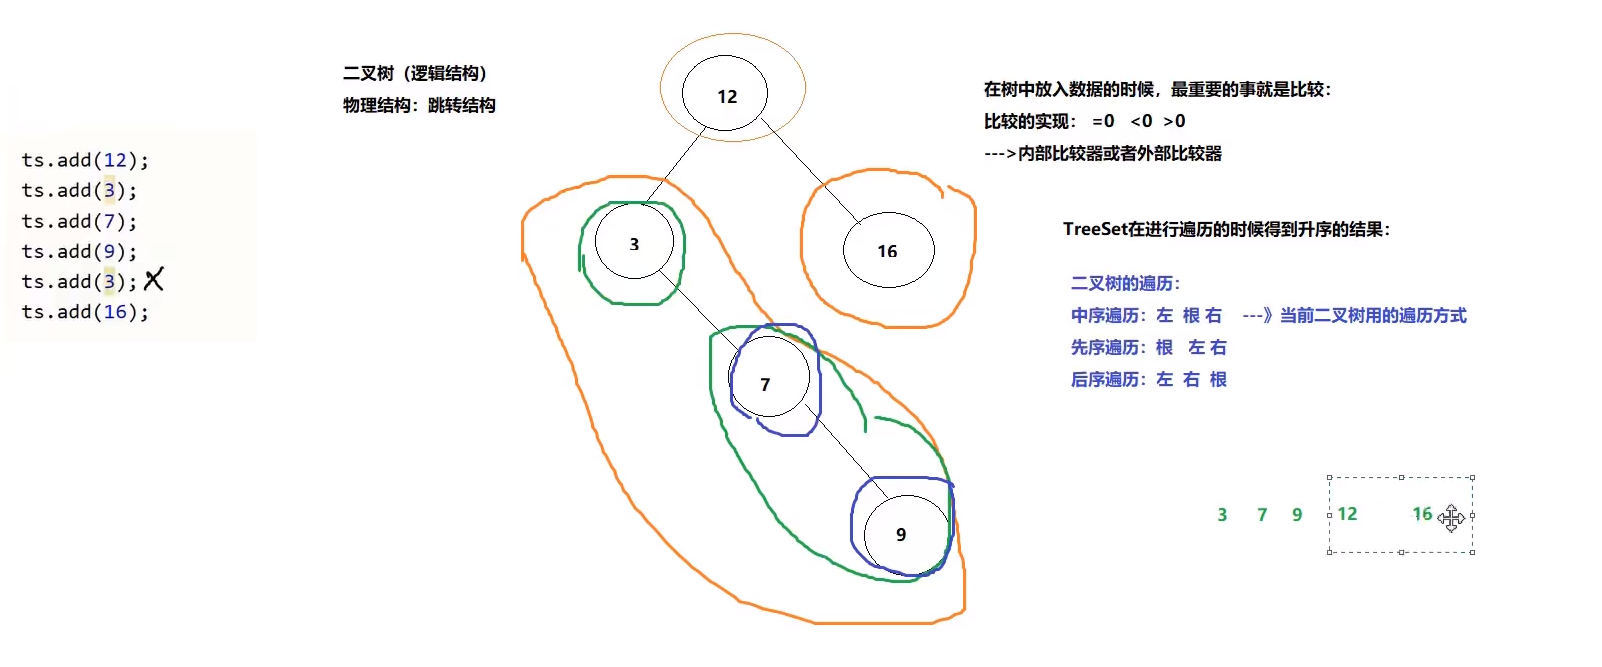 ts.add(12);
ts.add(3);
ts.add(7);
ts.add(9);
ts.add(3); X
ts.add(16);
二叉树（逻辑结构）
物理结构：跳转结构
12
3
16
7
9
在树中放入数据的时候，最重要的事就是比较：
比较的实现： =0 <0 >0
--->内部比较器或者外部比较器
TreeSet在进行遍历的时候得到升序的结果：
二叉树的遍历：
中序遍历：左 根 右 ---》当前二叉树用的遍历方式
先序遍历：根 左 右
后序遍历：左 右 根
3 7 9 12 16